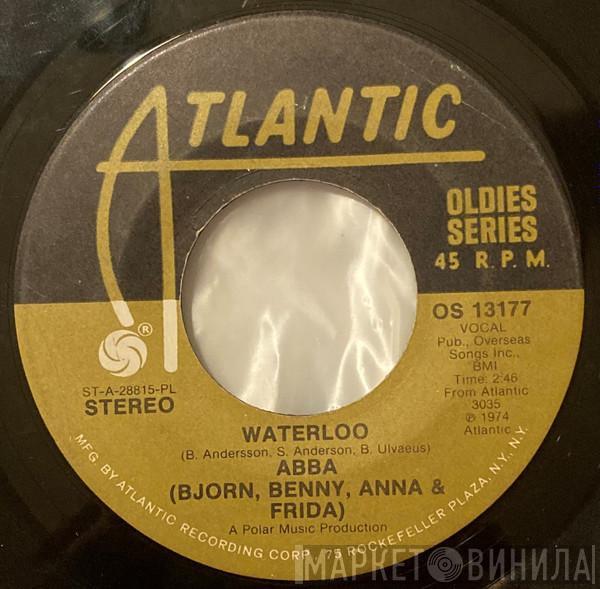 ATLANTIC
OLDIES
SERIES
45 R.P.M.
OS 13177
VOCAL
Pub., Overseas
Songs Inc.,
BMI
Time: 2:46
From Atlantic
3035
℗ 1974
Atlantic
®
ST-A-28815-PL
STEREO
WATERLOO
(B. Andersson, S. Anderson, B. Ulvaeus)
ABBA
(BJORN, BENNY, ANNA &
FRIDA)
A Polar Music Production
MFG. BY ATLANTIC RECORDING CORP., 75 ROCKEFELLER PLAZA, N.Y., N.Y.
МАРКЕТ ВИНИЛА